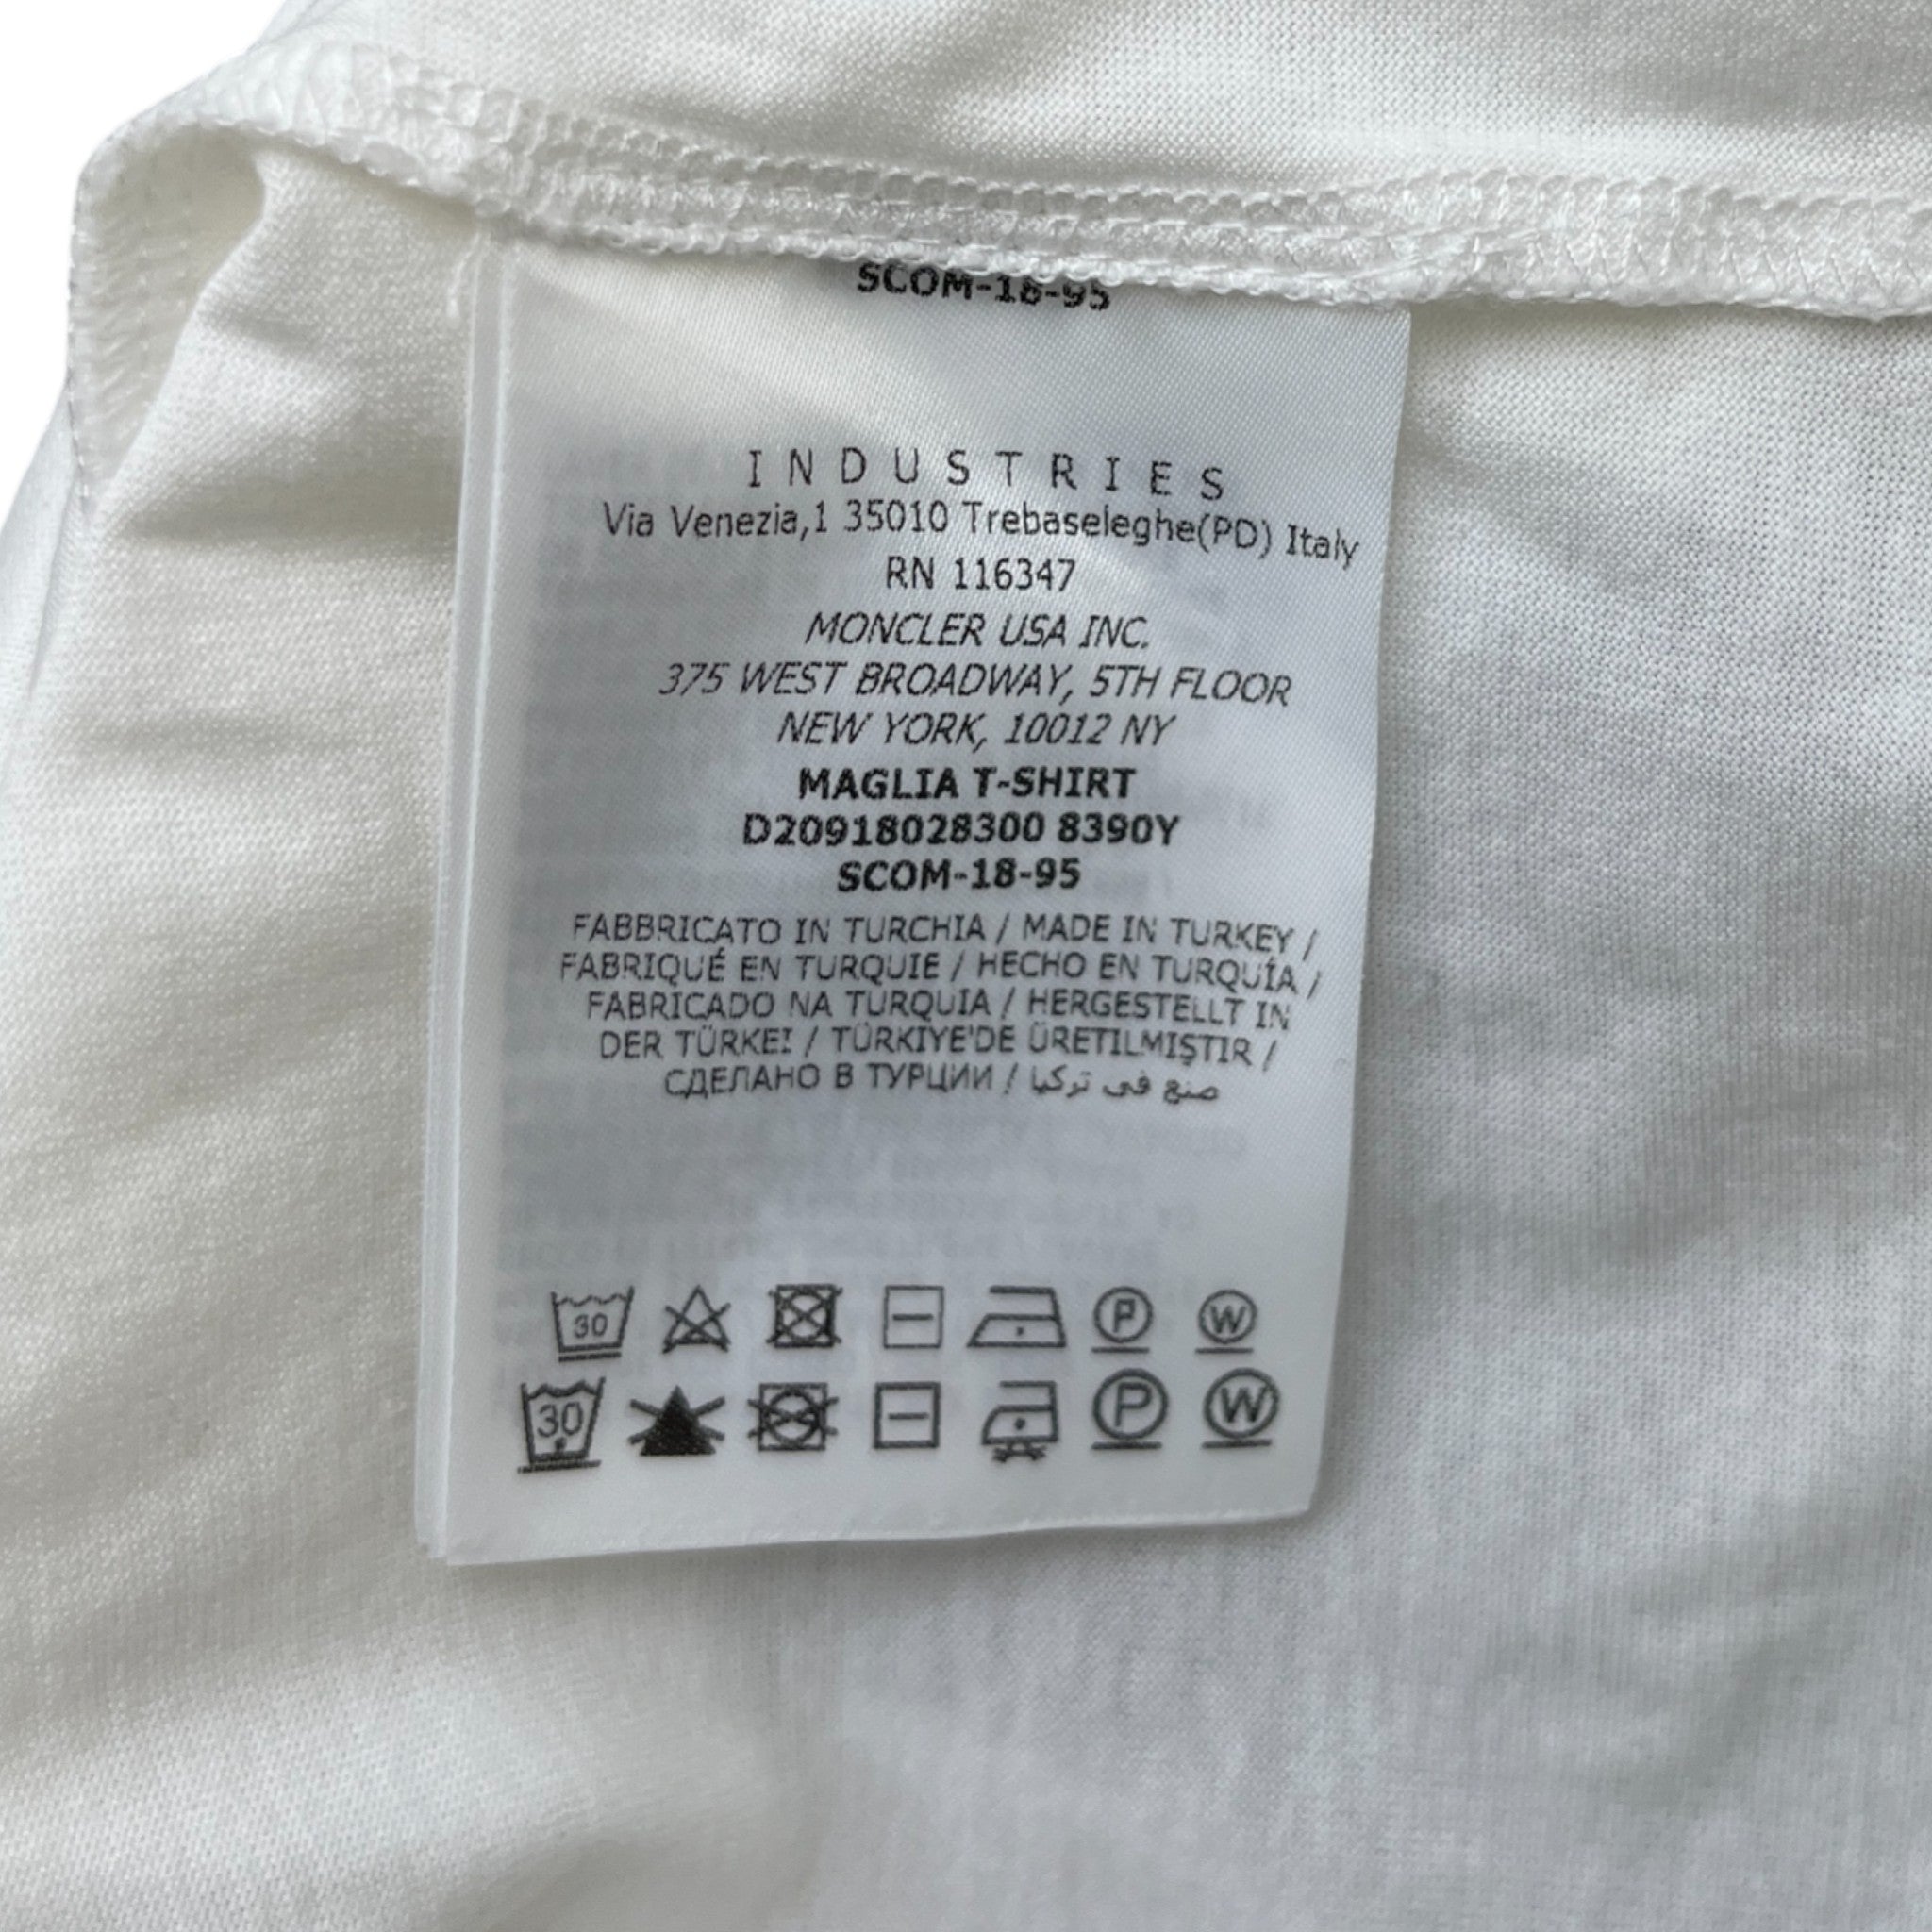 SCOM-18-95
INDUSTRIES
Via Venezia,1 35010 Trebaseleghe(PD) Italy
RN 116347
MONCLER USA INC.
375 WEST BROADWAY, 5TH FLOOR
NEW YORK, 10012 NY
MAGLIA T-SHIRT
D20918028300 8390Y
SCOM-18-95
FABBRICATO IN TURCHIA / MADE IN TURKEY /
FABRIQUÉ EN TURQUIE / HECHO EN TURQUÍA /
FABRICADO NA TURQUIA / HERGESTELLT IN
DER TÜRKEI / TÜRKIYE'DE ÜRETILMIŞTIR /
СДЕЛАНО В ТУРЦИИ / صنع في تركيا
30 P W
30 P W